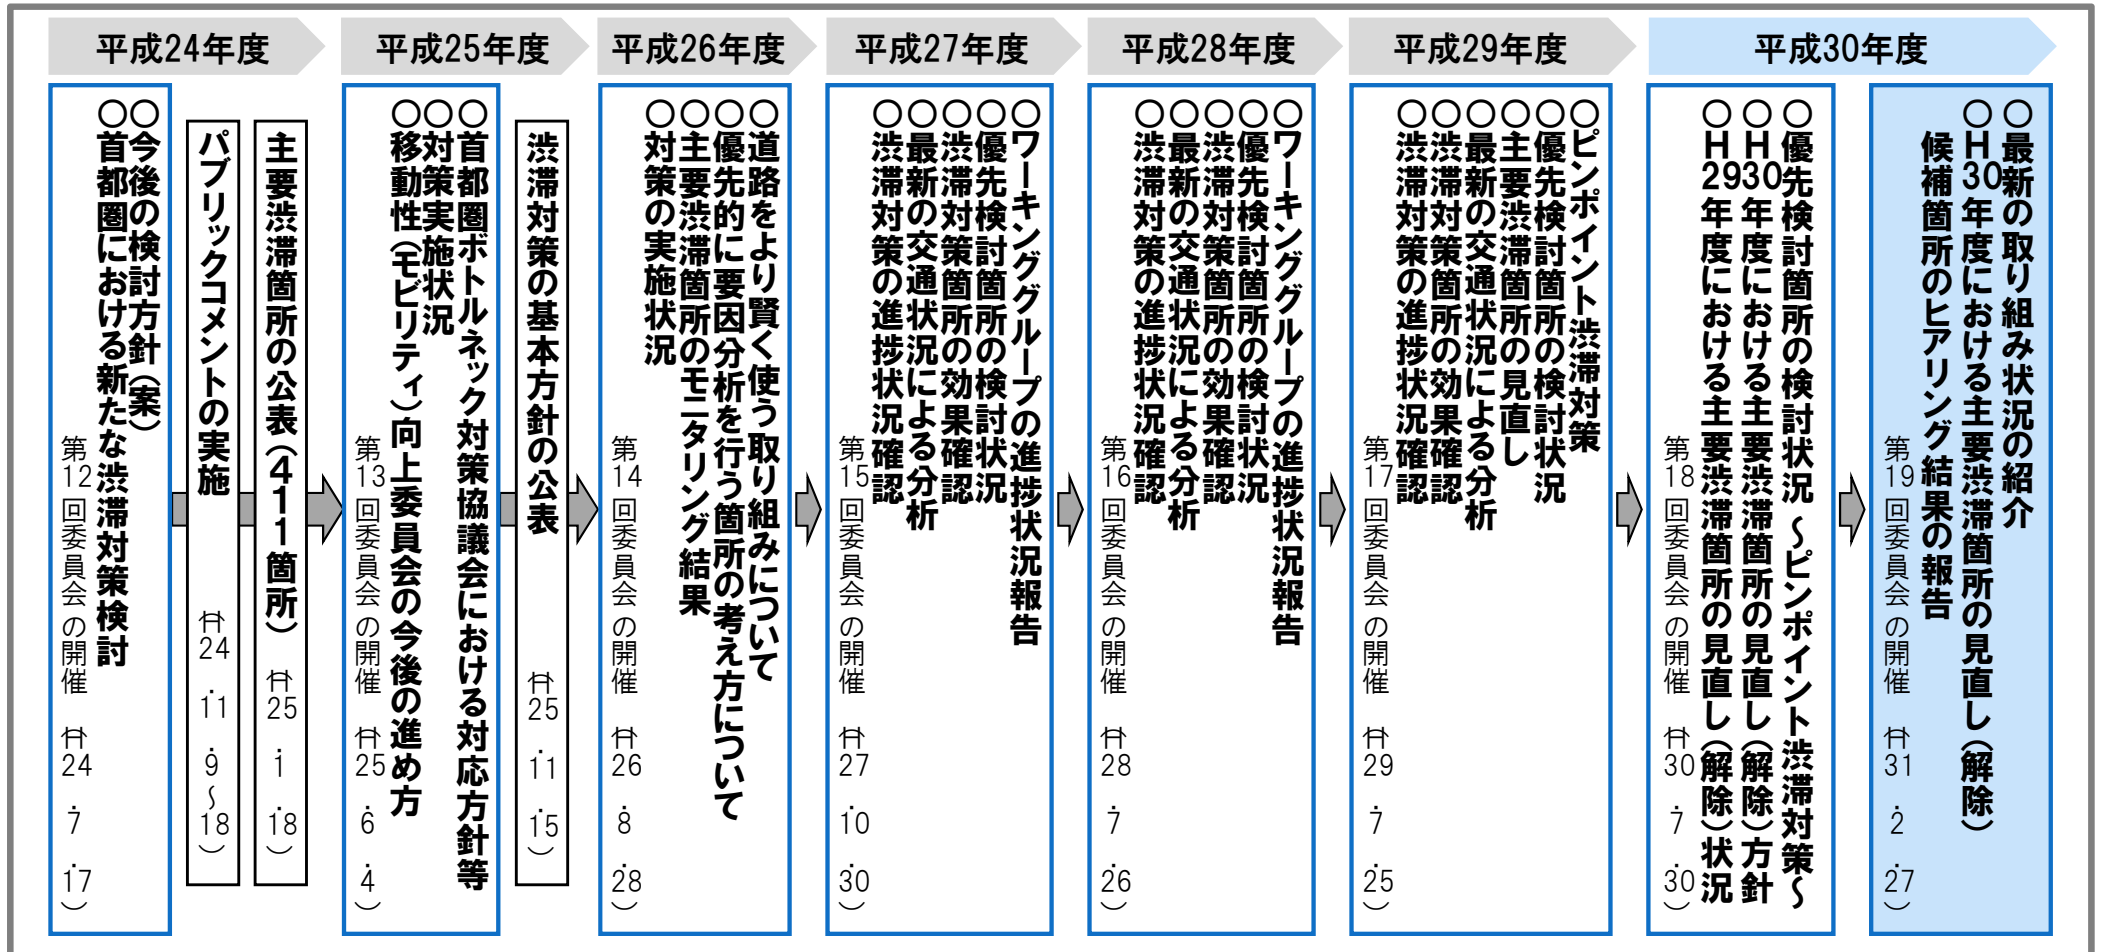 平成24年度
○今後の検討方針（案）
○首都圏における新たな渋滞対策検討
第12回委員会の開催（H24.7.17）
パブリックコメントの実施（H24.11.9～18）
主要渋滞箇所の公表（411箇所）（H25.1.18）
平成25年度
○首都圏ボトルネック対策協議会における対応方針等
○対策実施状況
○移動性（モビリティ）向上委員会の今後の進め方
第13回委員会の開催（H25.6.4）
渋滞対策の基本方針の公表（H25.11.15）
平成26年度
○道路をより賢く使う取り組みについて
○優先的に要因分析を行う箇所の考え方について
○主要渋滞箇所のモニタリング結果
○対策の実施状況
第14回委員会の開催（H26.8.28）
平成27年度
○ワーキンググループの進捗状況報告
○優先検討箇所の検討状況
○渋滞対策箇所の効果確認
○最新の交通状況による分析
○渋滞対策の進捗状況確認
第15回委員会の開催（H27.10.30）
平成28年度
○ワーキンググループの進捗状況報告
○優先検討箇所の検討状況
○渋滞対策箇所の効果確認
○最新の交通状況による分析
○渋滞対策の進捗状況確認
第16回委員会の開催（H28.7.26）
平成29年度
○ピンポイント渋滞対策
○優先検討箇所の検討状況
○主要渋滞箇所の見直し
○最新の交通状況による分析
○渋滞対策箇所の効果確認
○渋滞対策の進捗状況確認
第17回委員会の開催（H29.7.25）
平成30年度
○優先検討箇所の検討状況 ～ピンポイント渋滞対策～
○H30年度における主要渋滞箇所の見直し（解除）方針
○H29年度における主要渋滞箇所の見直し（解除）状況
第18回委員会の開催（H30.7.30）
○最新の取り組み状況の紹介
○H30年度における主要渋滞箇所の見直し（解除）
候補箇所のヒアリング結果の報告
第19回委員会の開催（H31.2.27）